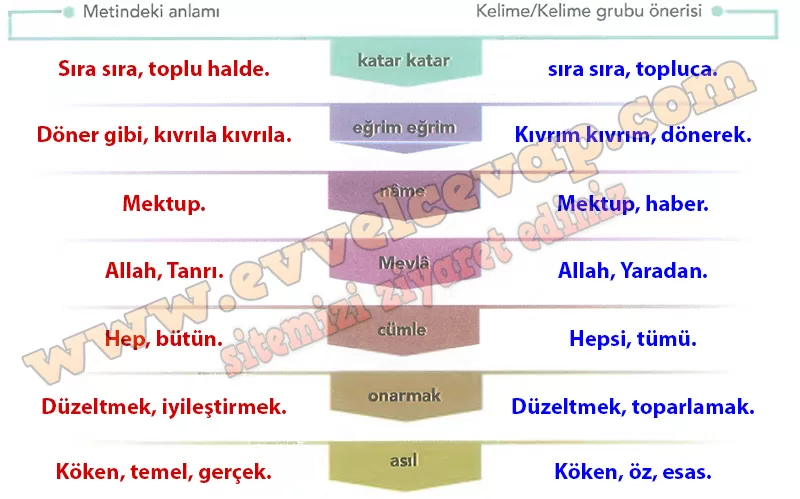 Metindeki anlamı Kelime/Kelime grubu önerisi
Sıra sıra, toplu halde. katar katar sıra sıra, topluca.
Döner gibi, kıvrıla kıvrıla. eğrim eğrim Kıvrım kıvrım, dönerek.
Mektup. nâme Mektup, haber.
Allah, Tanrı. Mevlâ Allah, Yaradan.
Hep, bütün. cümle Hepsi, tümü.
Düzeltmek, iyileştirmek. onarmak Düzeltmek, toparlamak.
Köken, temel, gerçek. asıl Köken, öz, esas.
www.evvelcevap.com
sitemizi ziyaret ediniz